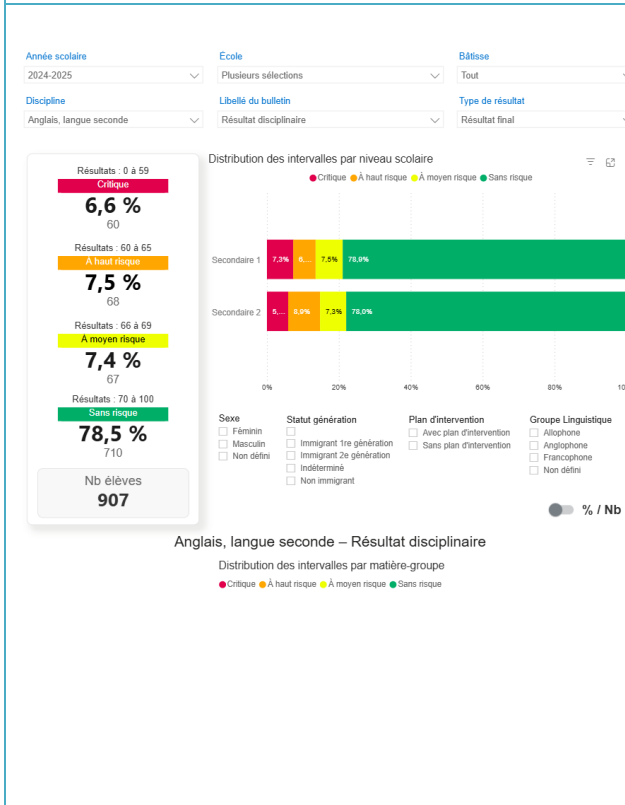 Année scolaire
École
Bâtisse
2024-2025
Plusieurs sélections
Tout
Discipline
Libellé du bulletin
Type de résultat
Anglais, langue seconde
Résultat disciplinaire
Résultat final
Résultats : 0 à 59
Critique
6,6 %
60
Résultats : 60 à 65
À haut risque
7,5 %
68
Résultats : 66 à 69
À moyen risque
7,4 %
67
Résultats : 70 à 100
Sans risque
78,5 %
710
Nb élèves
907
Distribution des intervalles par niveau scolaire
Critique À haut risque À moyen risque Sans risque
Secondaire 1 7,3% 6,... 7,5% 78,9%
Secondaire 2 5,... 8,9% 7,3% 78,0%
0% 20% 40% 60% 80% 10
Sexe
Féminin
Masculin
Non défini
Statut génération
Immigrant 1re génération
Immigrant 2e génération
Indéterminé
Non immigrant
Plan d'intervention
Avec plan d'intervention
Sans plan d'intervention
Groupe Linguistique
Allophone
Anglophone
Francophone
Non défini
% / Nb
Anglais, langue seconde – Résultat disciplinaire
Distribution des intervalles par matière-groupe
Critique À haut risque À moyen risque Sans risque